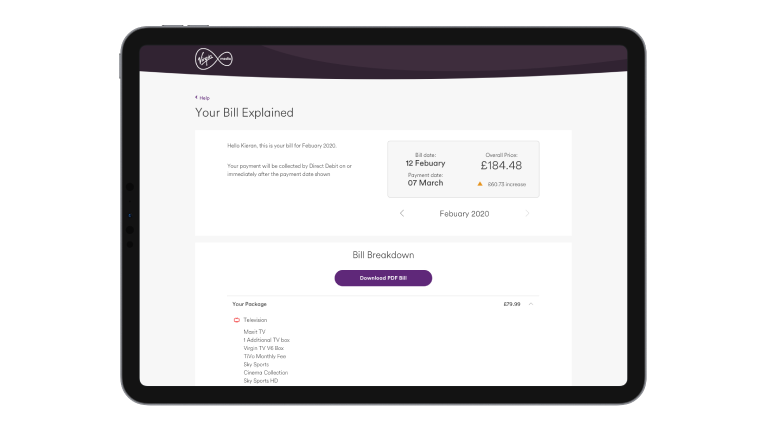 Virgin media
Help
Your Bill Explained
Hello Kieran, this is your bill for Febuary 2020.
Your payment will be collected by Direct Debit on or
immediately after the payment date shown
Bill date:
12 Febuary
Payment date:
07 March
Overall Price:
£184.48
£60.73 increase
Febuary 2020
Bill Breakdown
Download PDF Bill
Your Package £79.99
Television
Maxit TV
1 Additional TV box
Virgin TV V6 Box
TiVo Monthly Fee
Sky Sports
Cinema Collection
Sky Sports HD